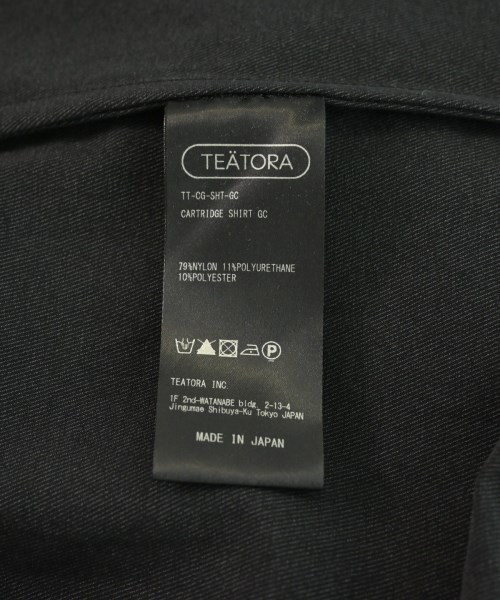 TEÄTORA
TT-CG-SHT-GC
CARTRIDGE SHIRT GC
79%NYLON 11%POLYURETHANE
10%POLYESTER
P
TEATORA INC.
1F 2nd-WATANABE bldg. 2-13-4
Jingumae Shibuya-Ku Tokyo JAPAN
MADE IN JAPAN